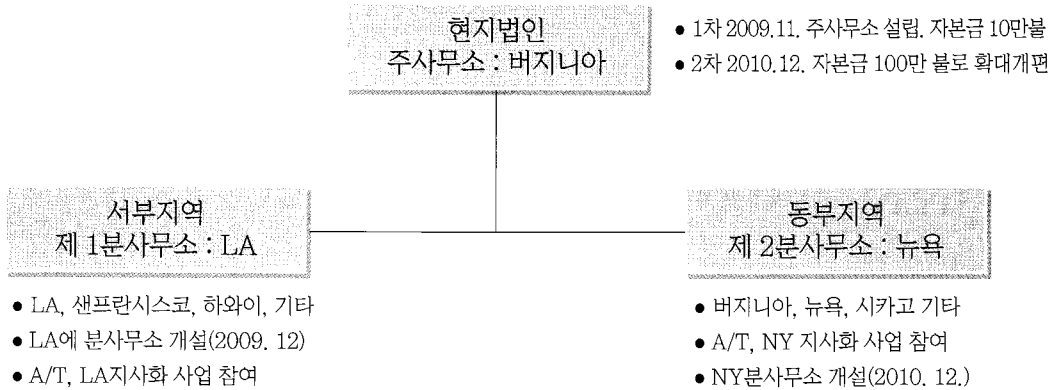 현지법인
주사무소 : 버지니아
● 1차 2009.11. 주사무소 설립. 자본금 10만불
● 2차 2010.12. 자본금 100만 불로 확대개편
서부지역
제 1분사무소 : LA
● LA, 샌프란시스코, 하와이, 기타
● LA에 분사무소 개설(2009. 12)
● A/T, LA지사화 사업 참여
동부지역
제 2분사무소 : 뉴욕
● 버지니아, 뉴욕, 시카고 기타
● A/T, NY 지사화 사업 참여
● NY분사무소 개설(2010. 12.)